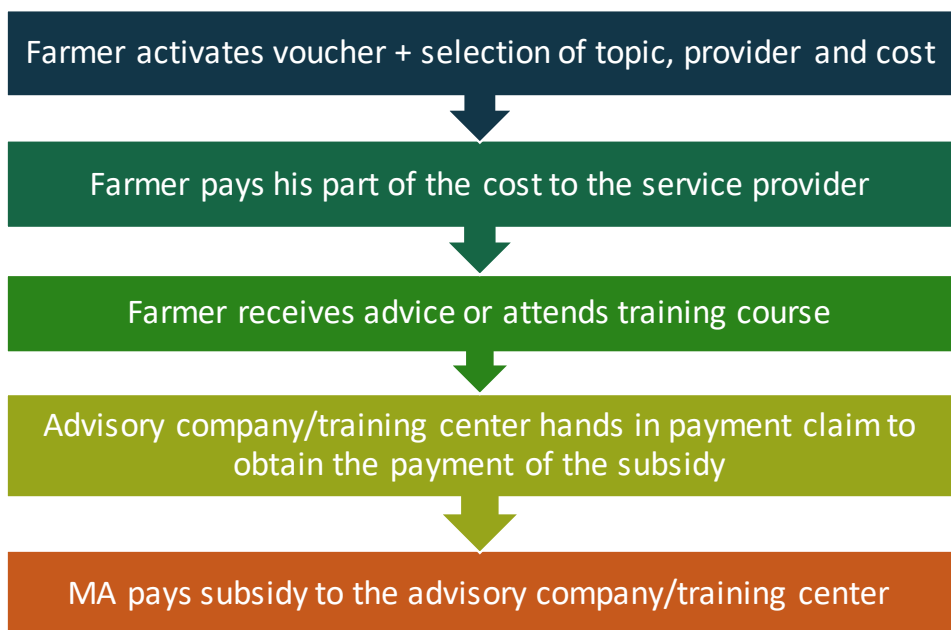 Farmer activates voucher + selection of topic, provider and cost
Farmer pays his part of the cost to the service provider
Farmer receives advice or attends training course
Advisory company/training center hands in payment claim to
obtain the payment of the subsidy
MA pays subsidy to the advisory company/training center